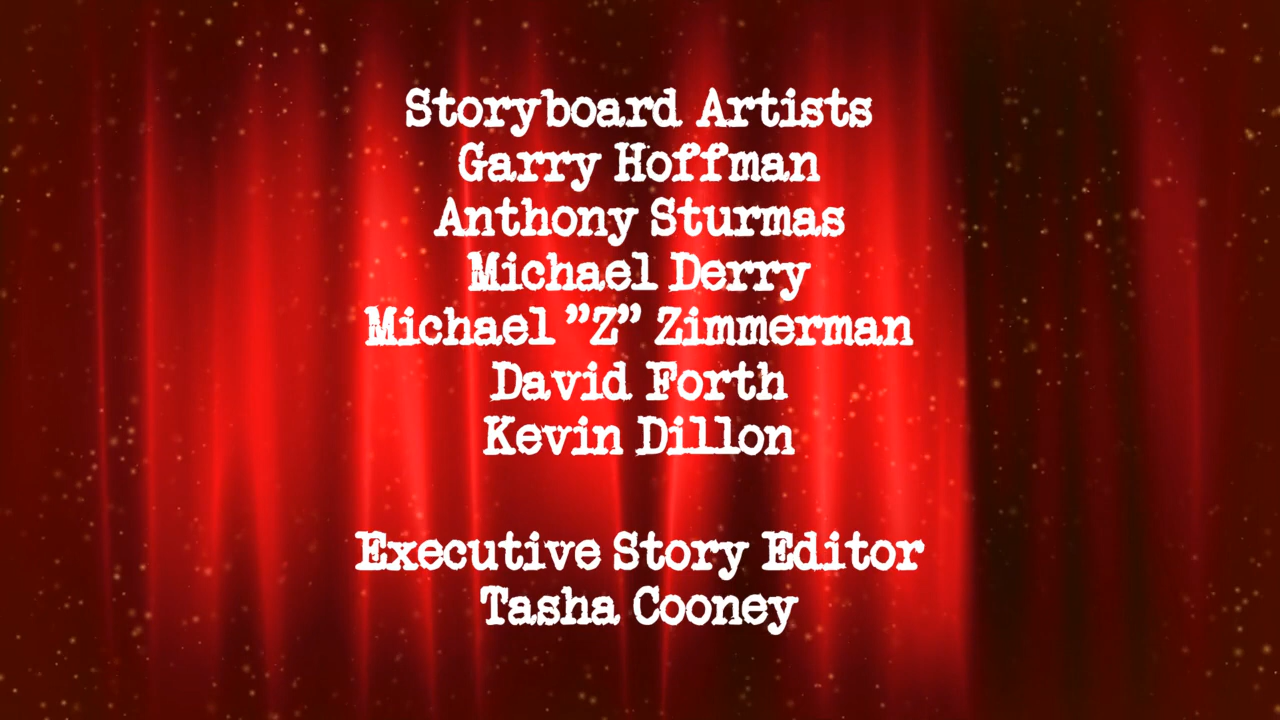 Storyboard Artists
Garry Hoffman
Anthony Sturmas
Michael Derry
Michael ”Z” Zimmerman
David Forth
Kevin Dillon
Executive Story Editor
Tasha Cooney